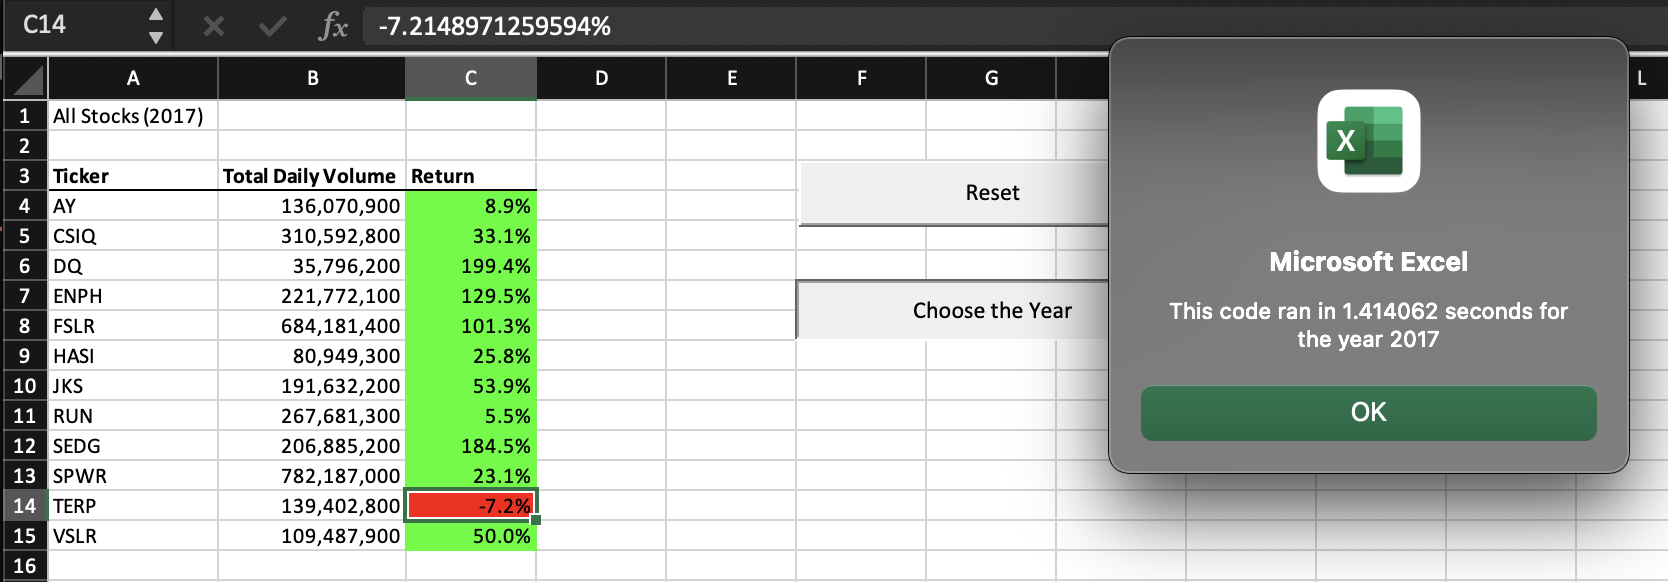 C14 fx -7.2148971259594%
A B C D E F G L
1 All Stocks (2017)
2
3 Ticker Total Daily Volume Return
4 AY 136,070,900 8.9%
5 CSIQ 310,592,800 33.1%
6 DQ 35,796,200 199.4%
7 ENPH 221,772,100 129.5%
8 FSLR 684,181,400 101.3%
9 HASI 80,949,300 25.8%
10 JKS 191,632,200 53.9%
11 RUN 267,681,300 5.5%
12 SEDG 206,885,200 184.5%
13 SPWR 782,187,000 23.1%
14 TERP 139,402,800 -7.2%
15 VSLR 109,487,900 50.0%
16
Reset
Choose the Year
X
Microsoft Excel
This code ran in 1.414062 seconds for
the year 2017
OK